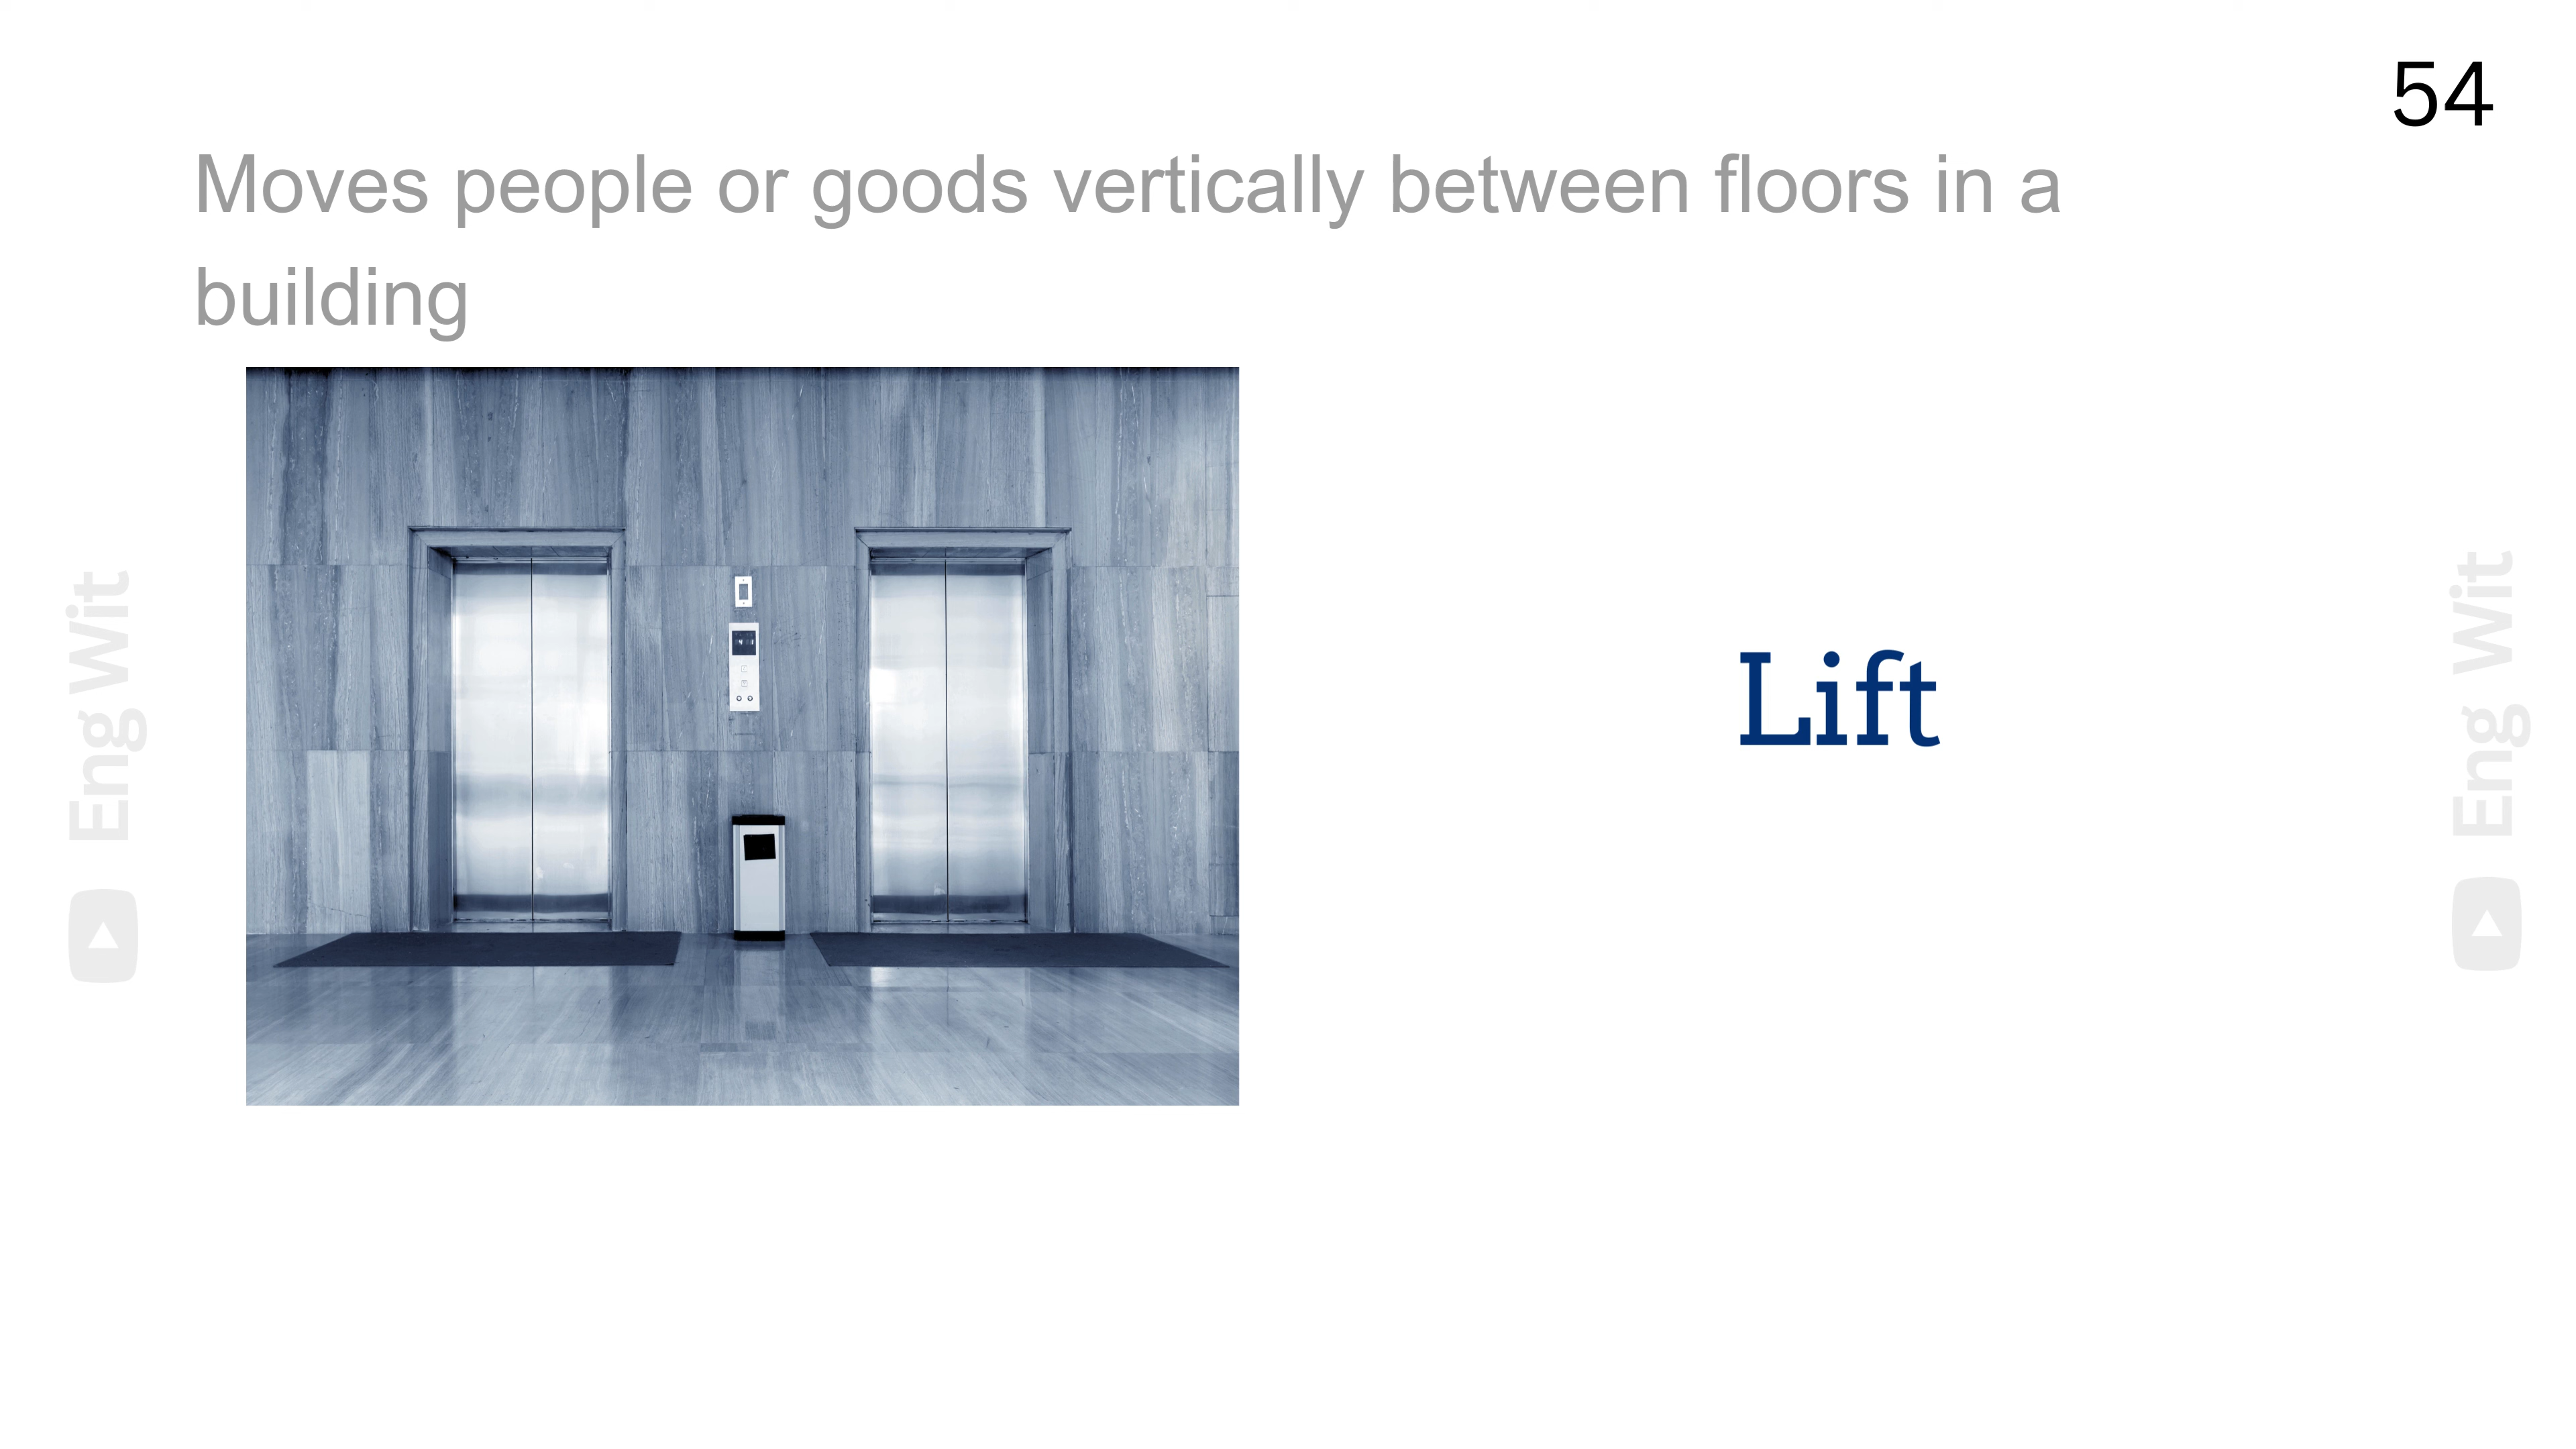 54
Moves people or goods vertically between floors in a
building
Lift
Eng Wit
Eng Wit